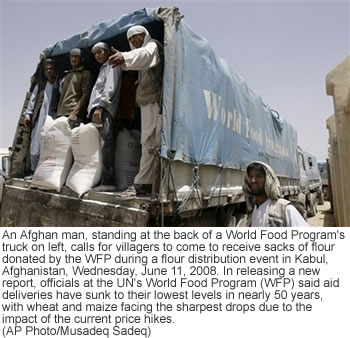 World Food Programme
An Afghan man, standing at the back of a World Food Program's
truck on left, calls for villagers to come to receive sacks of flour
donated by the WFP during a flour distribution event in Kabul,
Afghanistan, Wednesday, June 11, 2008. In releasing a new
report, officials at the UN's World Food Program (WFP) said aid
deliveries have sunk to their lowest levels in nearly 50 years,
with wheat and maize facing the sharpest drops due to the
impact of the current price hikes.
(AP Photo/Musadeq Sadeq)